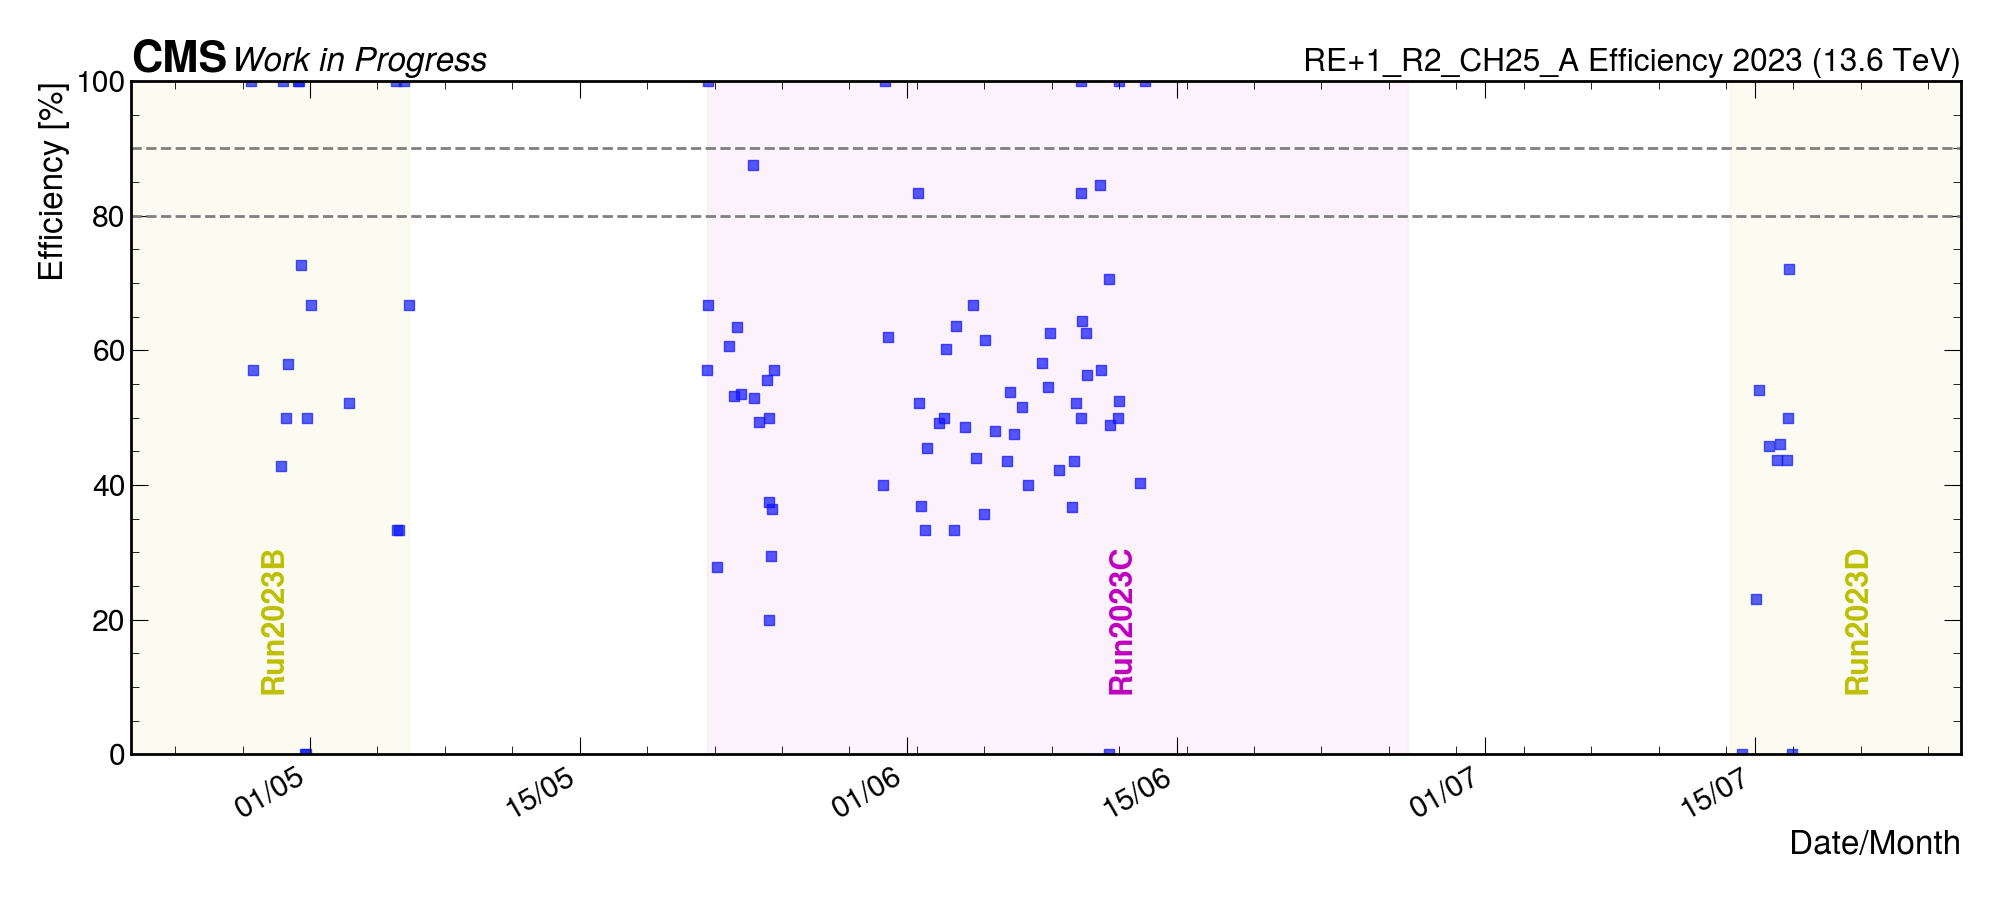 CMS Work in Progress
RE+1_R2_CH25_A Efficiency 2023 (13.6 TeV)
Efficiency [%]
100
80
60
40
20
0
Run2023B
Run2023C
Run2023D
01/05
15/05
01/06
15/06
01/07
15/07
Date/Month